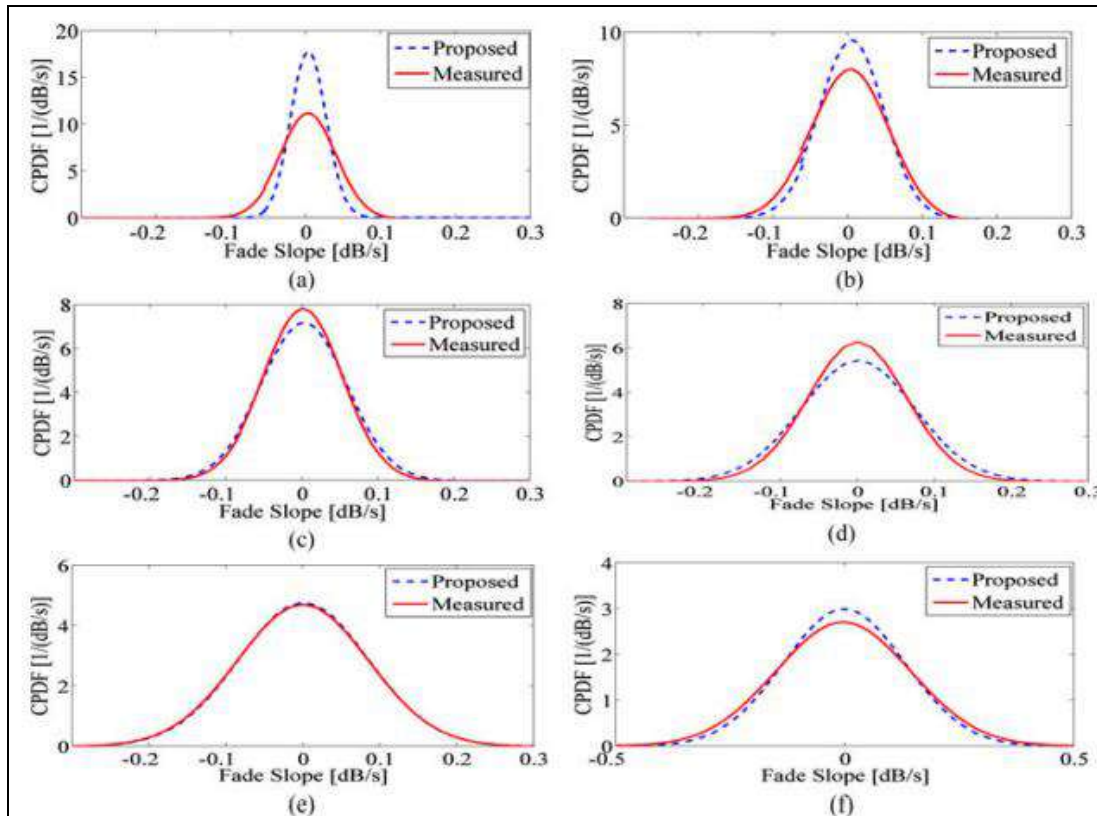 20
15
10
5
0
CPDF [1/(dB/s)]
Proposed
Measured
-0.2 -0.1 0 0.1 0.2 0.3
Fade Slope [dB/s]
(a)
10
5
0
CPDF [1/(dB/s)]
Proposed
Measured
-0.2 -0.1 0 0.1 0.2 0.3
Fade Slope [dB/s]
(b)
8
6
4
2
0
CPDF [1/(dB/s)]
Proposed
Measured
-0.2 -0.1 0 0.1 0.2 0.3
Fade Slope [dB/s]
(c)
8
6
4
2
0
CPDF [1/(dB/s)]
Proposed
Measured
-0.2 -0.1 0 0.1 0.2 0.3
Fade Slope [dB/s]
(d)
6
4
2
0
CPDF [1/(dB/s)]
Proposed
Measured
-0.2 -0.1 0 0.1 0.2 0.3
Fade Slope [dB/s]
(e)
4
3
2
1
0
CPDF [1/(dB/s)]
Proposed
Measured
-0.5 0 0.5
Fade Slope [dB/s]
(f)